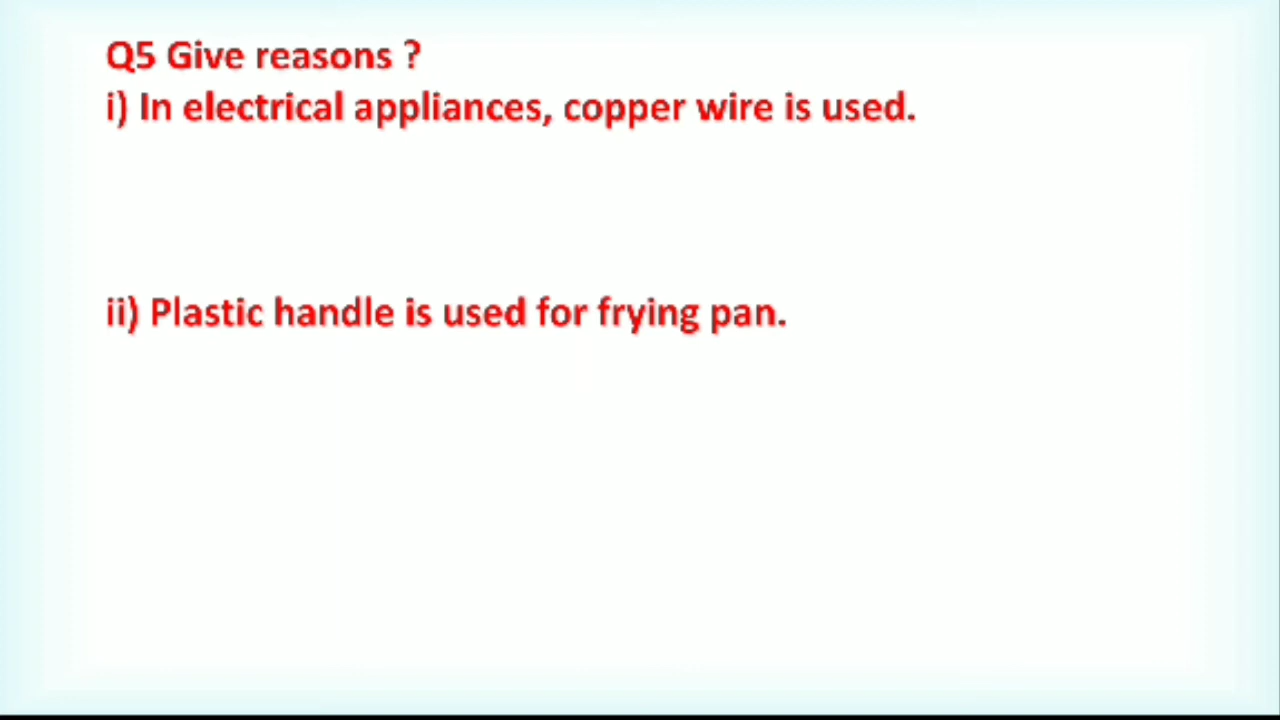 Q5 Give reasons ?
i) In electrical appliances, copper wire is used.
ii) Plastic handle is used for frying pan.